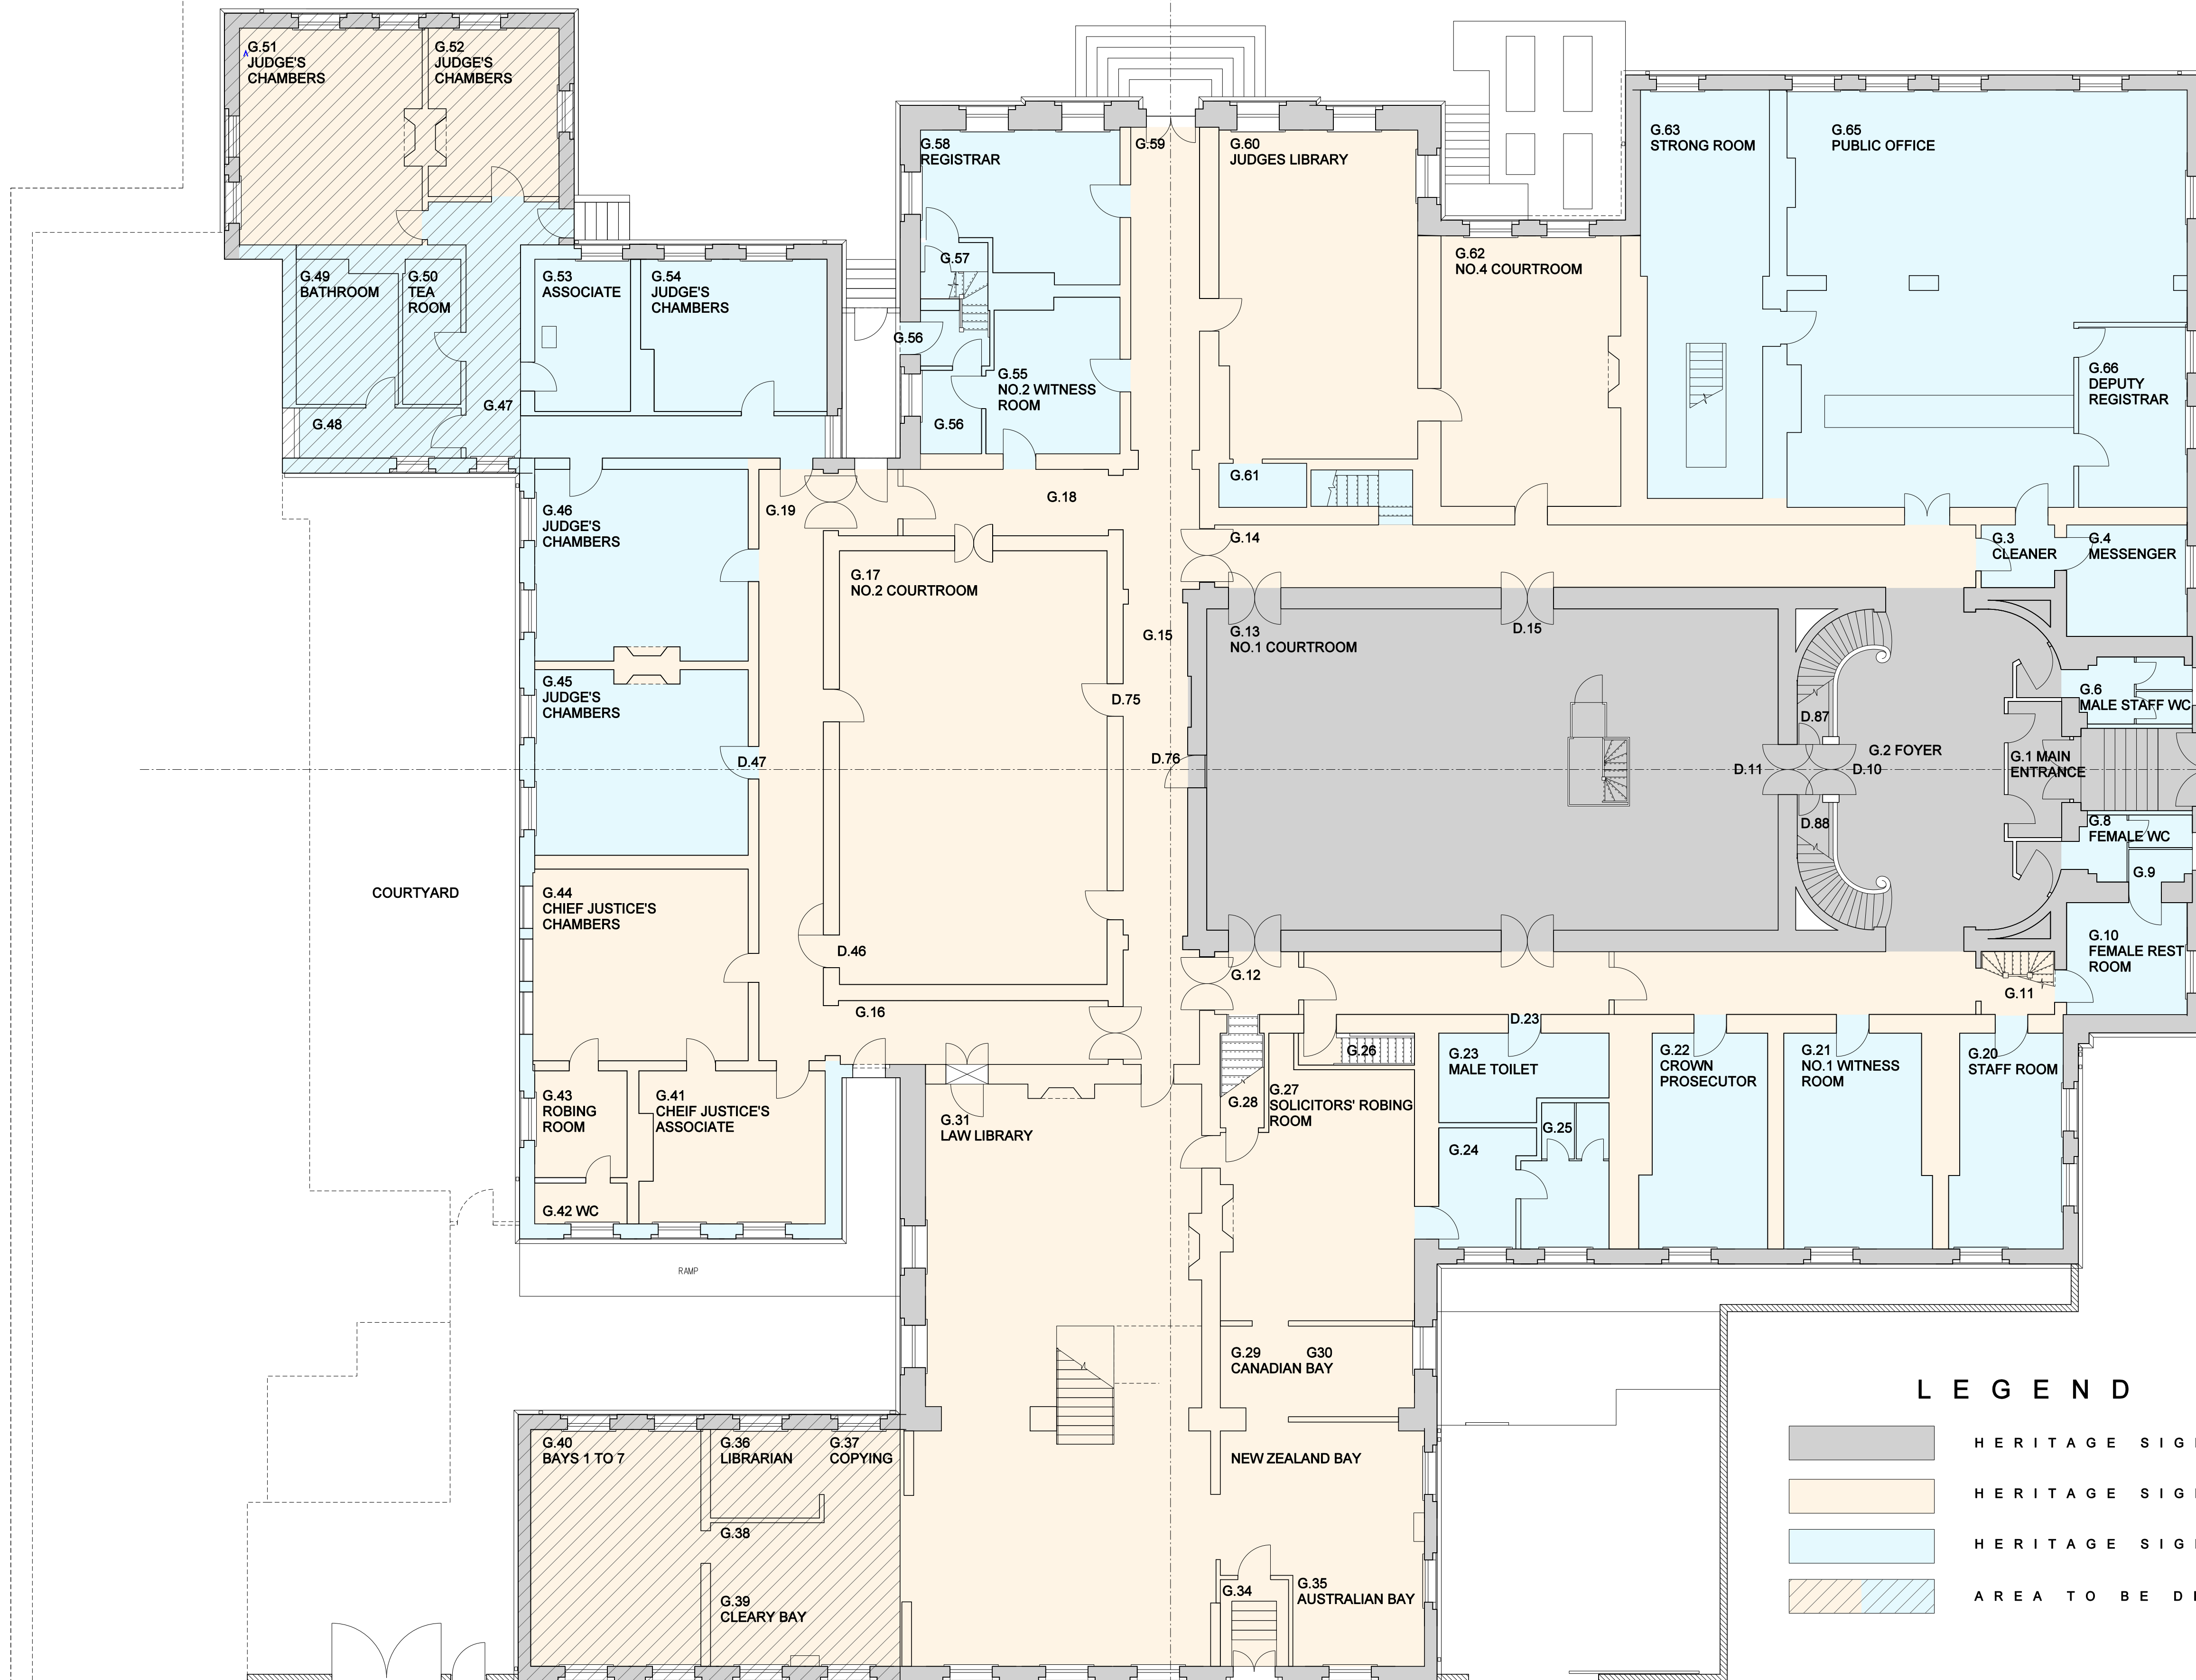 G.51
JUDGE'S
CHAMBERS
G.52
JUDGE'S
CHAMBERS
G.58
REGISTRAR
G.59
G.60
JUDGES LIBRARY
G.63
STRONG ROOM
G.65
PUBLIC OFFICE
G.49
BATHROOM
G.50
TEA
ROOM
G.53
ASSOCIATE
G.54
JUDGE'S
CHAMBERS
G.57
G.62
NO.4 COURTROOM
G.56
G.55
NO.2 WITNESS
ROOM
G.66
DEPUTY
REGISTRAR
G.48
G.47
G.56
G.61
G.46
JUDGE'S
CHAMBERS
G.19
G.18
G.14
G.3
CLEANER
G.4
MESSENGER
G.17
NO.2 COURTROOM
G.15
G.13
NO.1 COURTROOM
D.15
G.45
JUDGE'S
CHAMBERS
D.75
D.87
G.6
MALE STAFF WC
D.47
D.76
D.11
D.10
G.2 FOYER
G.1 MAIN
ENTRANCE
D.88
G.8
FEMALE WC
G.9
COURTYARD
G.44
CHIEF JUSTICE'S
CHAMBERS
D.46
G.10
FEMALE REST
ROOM
G.12
G.11
G.16
D.23
G.43
ROBING
ROOM
G.41
CHEIF JUSTICE'S
ASSOCIATE
G.31
LAW LIBRARY
G.28
G.27
SOLICITORS' ROBING
ROOM
G.26
G.23
MALE TOILET
G.22
CROWN
PROSECUTOR
G.21
NO.1 WITNESS
ROOM
G.20
STAFF ROOM
G.25
G.24
G.42 WC
RAMP
G.29
CANADIAN BAY
G30
LEGEND
G.40
BAYS 1 TO 7
G.36
LIBRARIAN
G.37
COPYING
NEW ZEALAND BAY
HERITAGE SIG
HERITAGE SIG
G.38
HERITAGE SIG
G.39
CLEARY BAY
G.34
G.35
AUSTRALIAN BAY
AREA TO BE DE